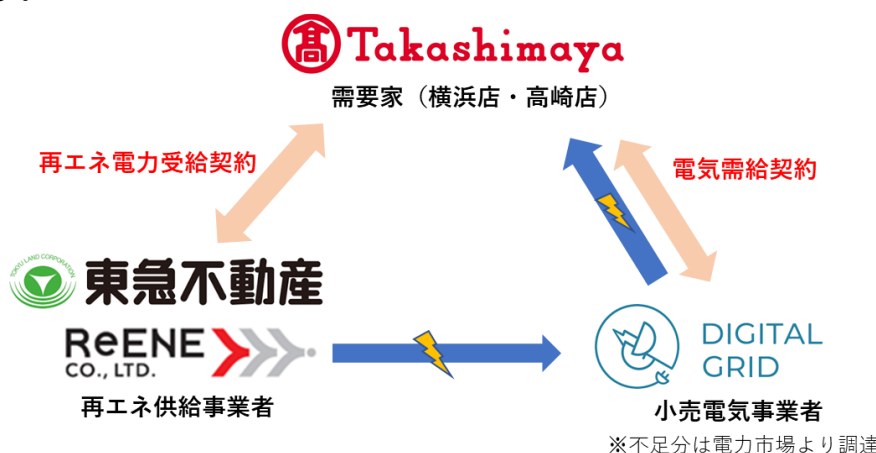 髙 Takashimaya
需要家（横浜店・高崎店）
再エネ電力受給契約
電気需給契約
TOKYU LAND CORPORATION
東急不動産
ReENE
CO., LTD.
再エネ供給事業者
DIGITAL
GRID
小売電気事業者
※不足分は電力市場より調達